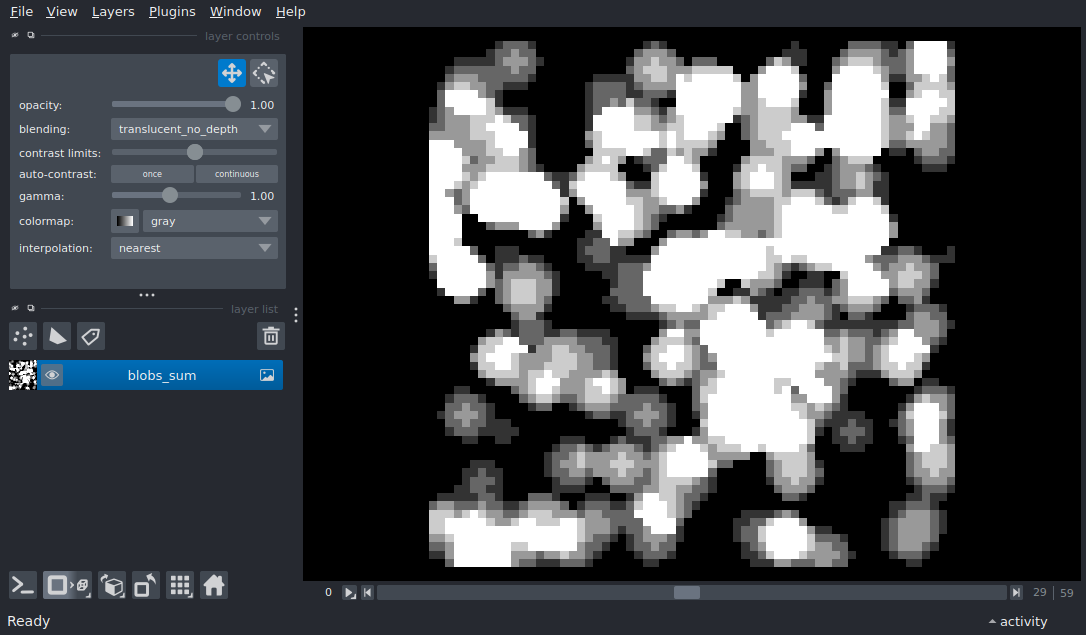 File View Layers Plugins Window Help
layer controls
opacity: 1.00
blending: translucent_no_depth
contrast limits:
auto-contrast: once continuous
gamma: 1.00
colormap: gray
interpolation: nearest
layer list
blobs_sum
0 29 | 59
Ready activity